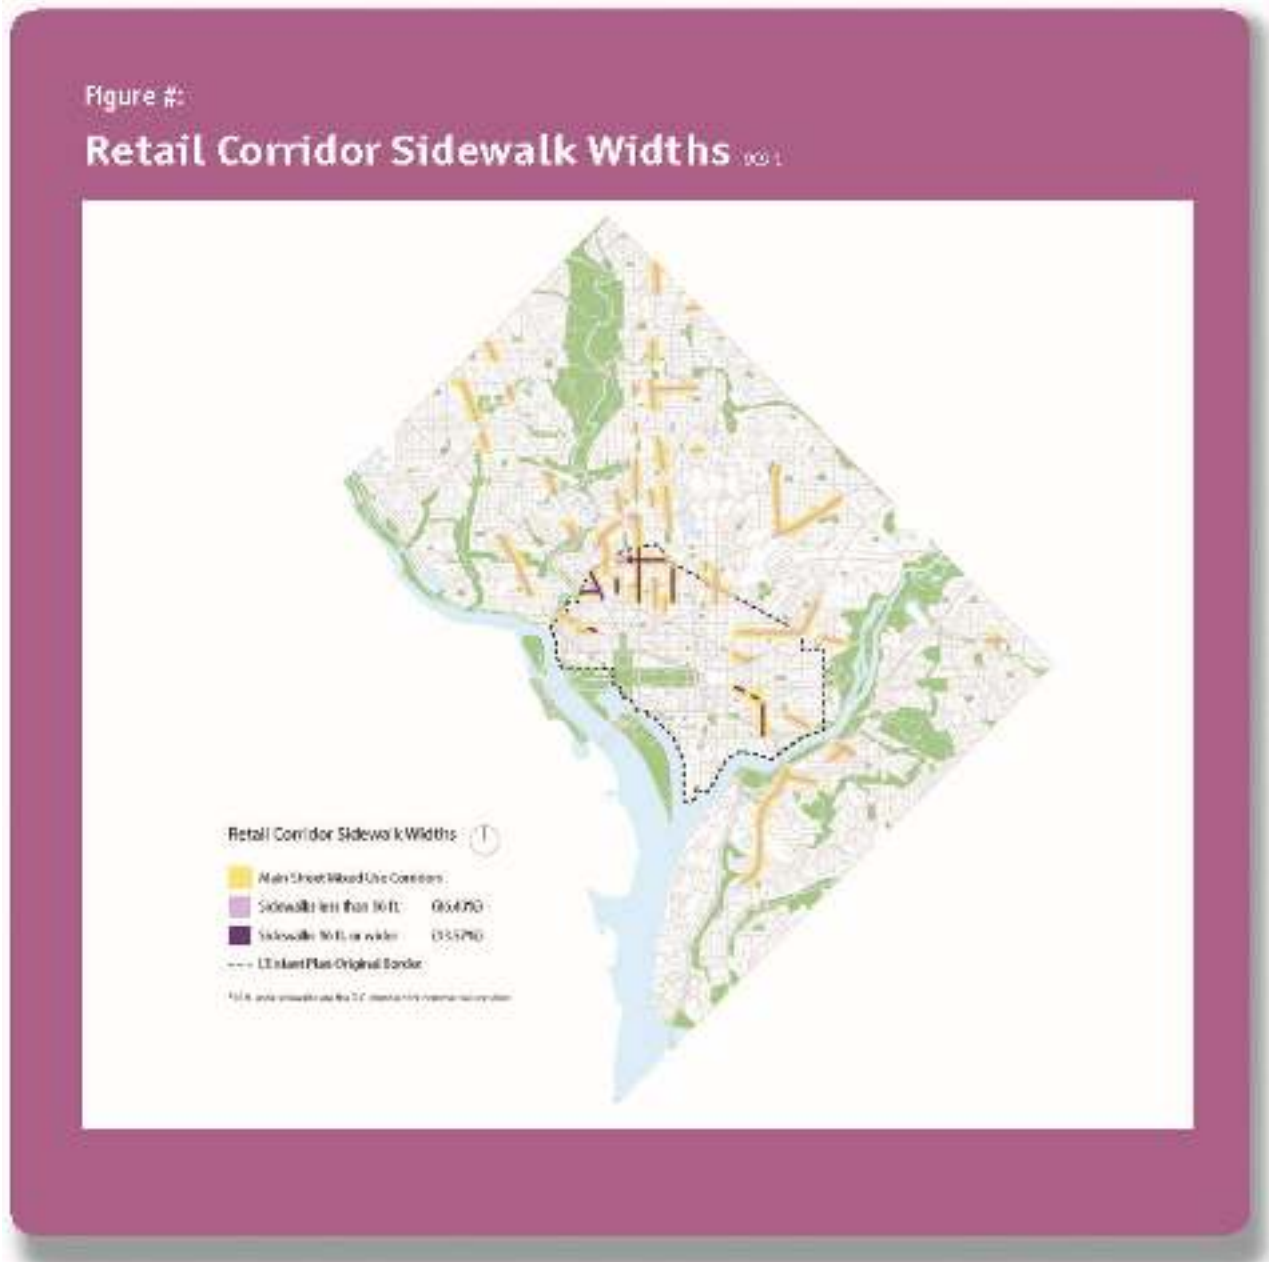 Figure #:
Retail Corridor Sidewalk Widths
Retail Corridor Sidewalk Widths
Main Street Mixed Use Corridors
Sidewalks less than 16 ft.
Sidewalks 16 ft. or wider
L'Enfant Plan Original Border